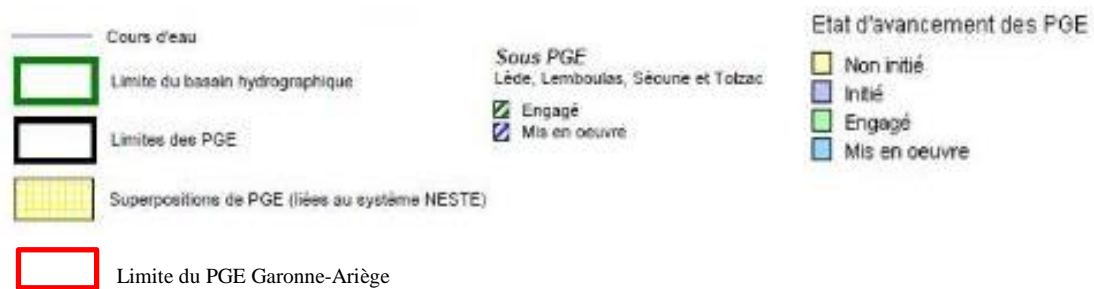 Cours d'eau
Limite du bassin hydrographique
Limites des PGE
Superpositions de PGE (liées au système NESTE)
Limite du PGE Garonne-Ariège
Sous PGE
Lède, Lemboulas, Séoune et Tolzac
Engagé
Mis en oeuvre
Etat d'avancement des PGE
Non initié
Initié
Engagé
Mis en oeuvre